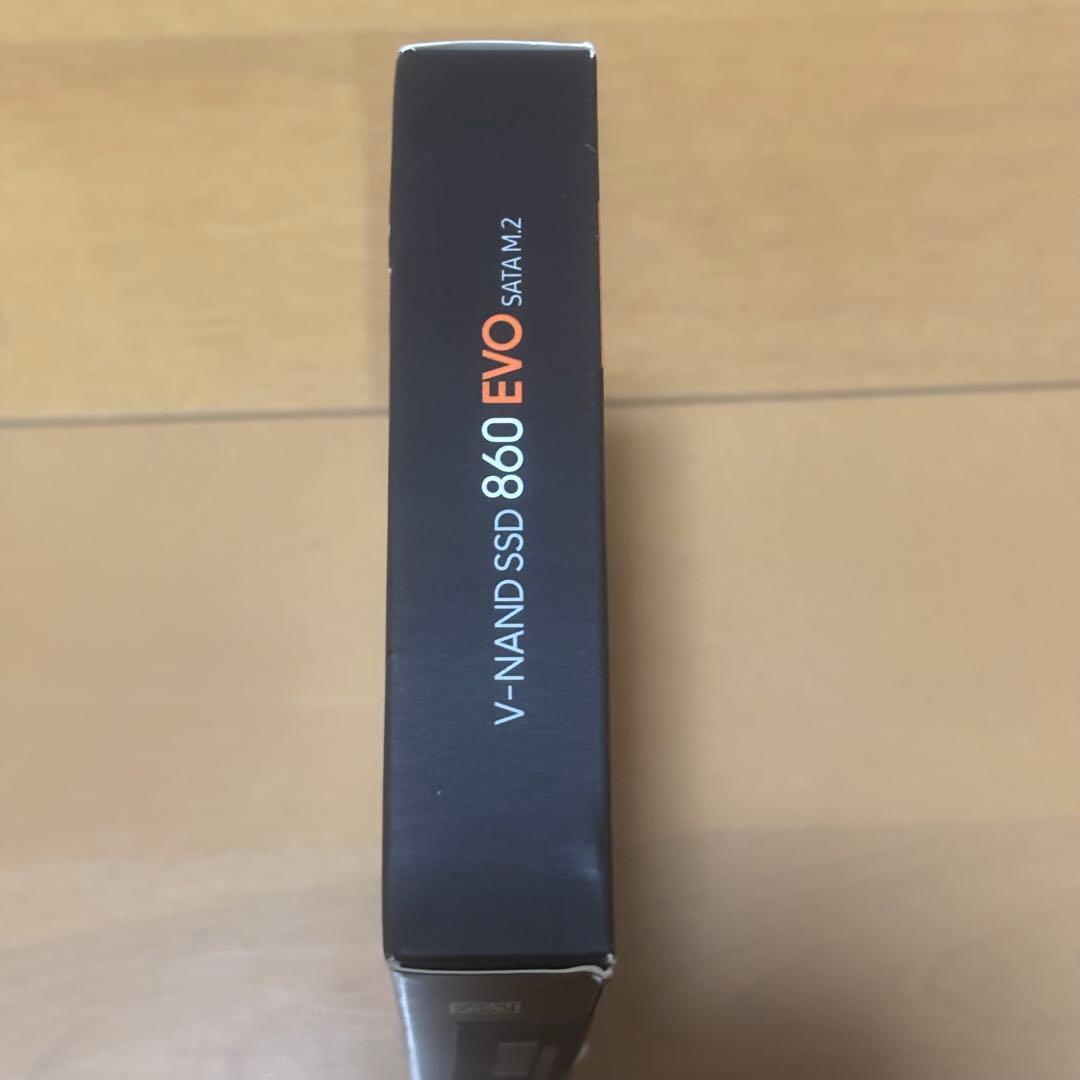 V-NAND SSD 860 EVO SATA M.2